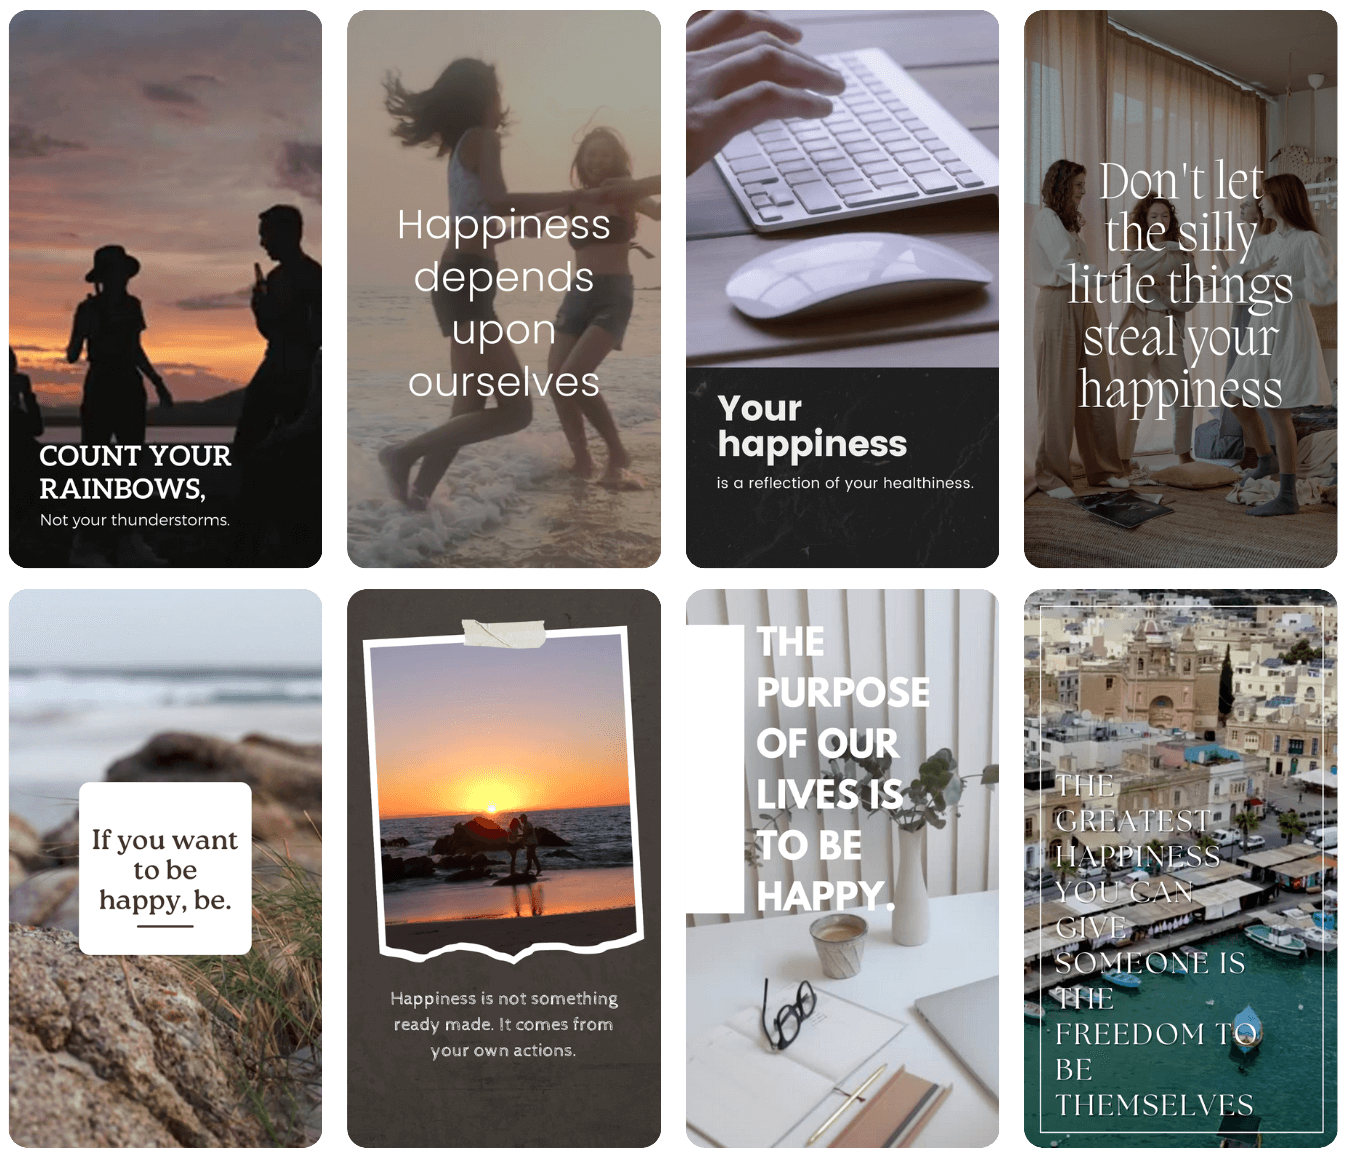 COUNT YOUR
RAINBOWS,
Not your thunderstorms.
Happiness
depends
upon
ourselves
Your
happiness
is a reflection of your healthiness.
Don't let
the silly
little things
steal your
happiness
If you want
to be
happy, be.
Happiness is not something
ready made. It comes from
your own actions.
THE
PURPOSE
OF OUR
LIVES IS
TO BE
HAPPY.
THE
GREATEST
HAPPINESS
YOU CAN
GIVE
SOMEONE IS
THE
FREEDOM TO
BE
THEMSELVES